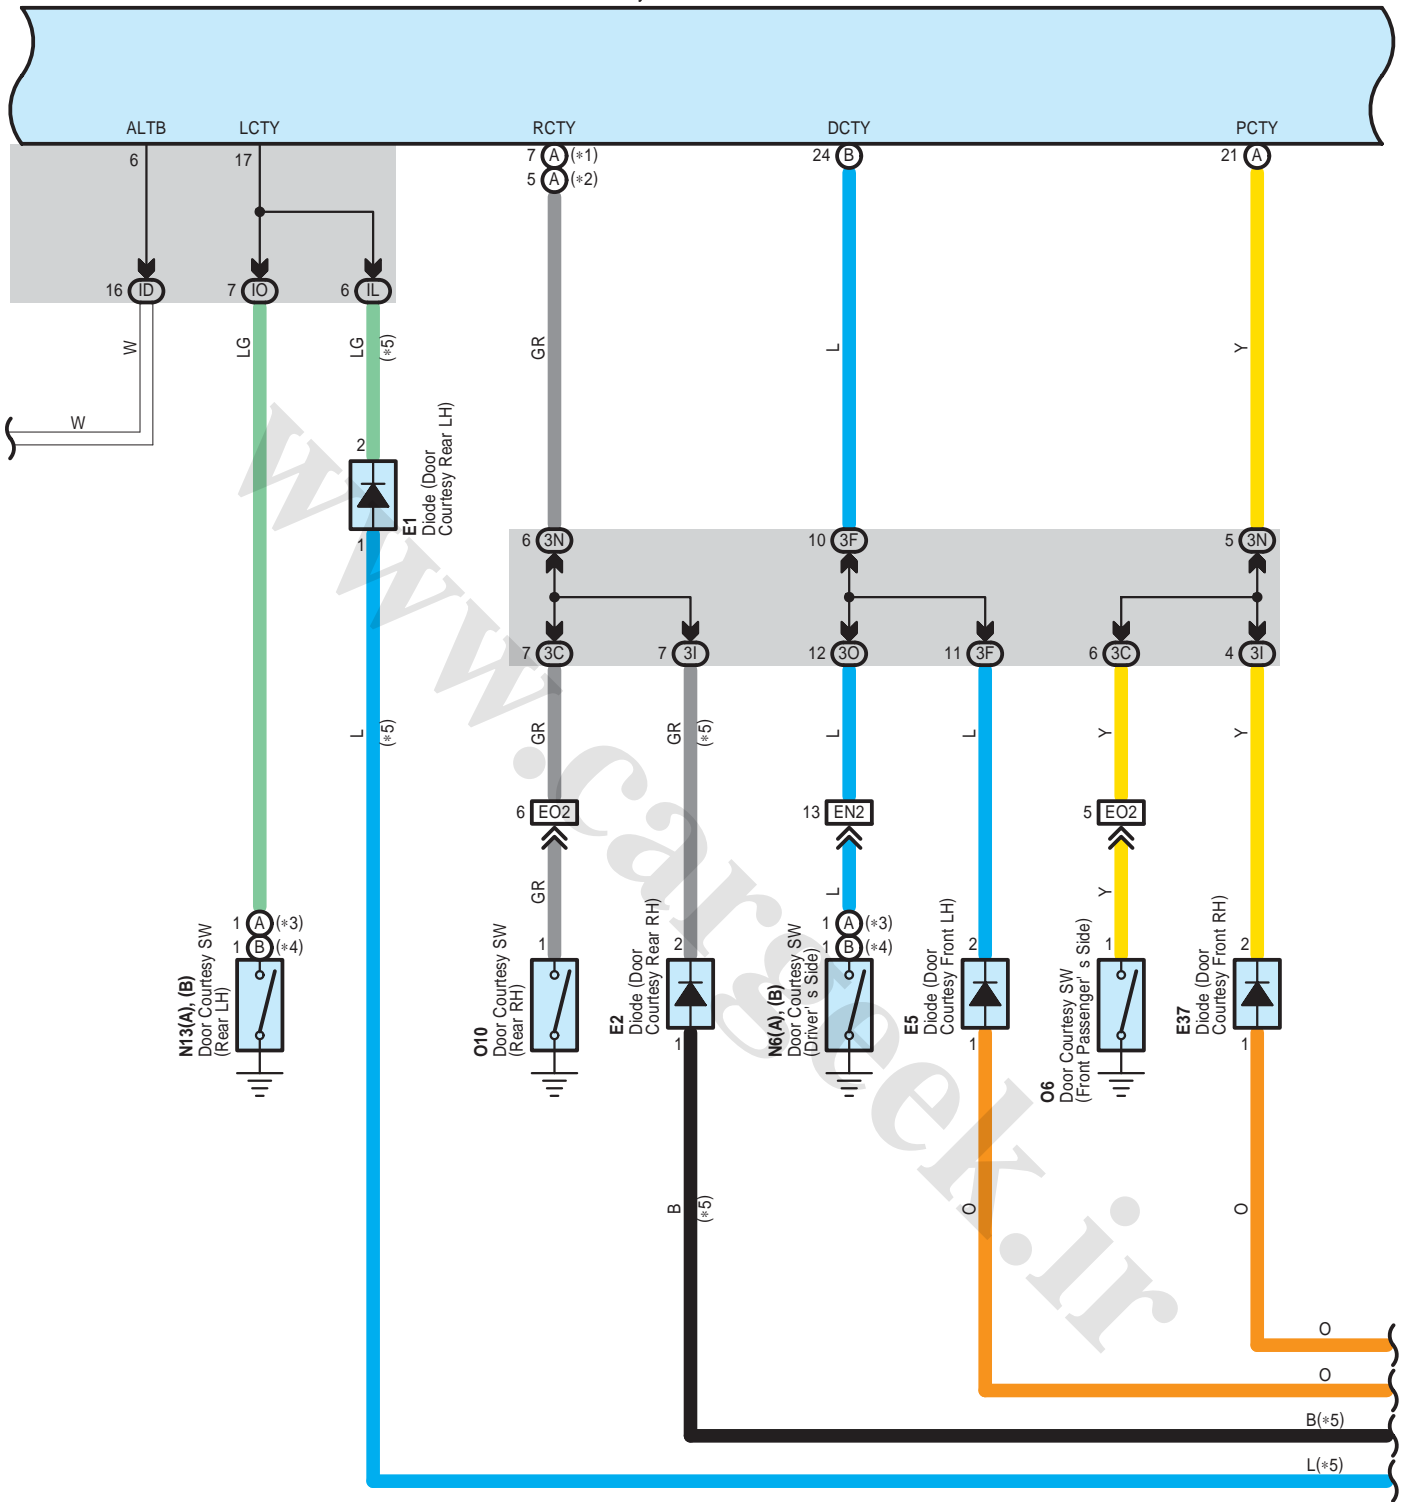 ALTB LCTY RCTY DCTY PCTY
6 17 7 A (*1) 24 B 21 A
5 A (*2)
16 ID 7 IO 6 IL
W LG LG (*5) GR L Y
W
2
E1
Diode (Door
Courtesy Rear LH)
1
6 3N 10 3F 5 3N
7 3C 7 3I 12 3O 11 3F 6 3C 4 3I
L (*5) GR GR (*5) L L Y Y
6 EO2 13 EN2 5 EO2
GR L Y
1 A (*3) 1 A (*3)
1 B (*4) 1 2 1 B (*4) 2 1 2
N13(A), (B)
Door Courtesy SW
(Rear LH)
O10
Door Courtesy SW
(Rear RH)
E2
Diode (Door
Courtesy Rear RH)
1
N6(A), (B)
Door Courtesy SW
(Driver' s Side)
E5
Diode (Door
Courtesy Front LH)
1
O6
Door Courtesy SW
(Front Passenger' s Side)
E37
Diode (Door
Courtesy Front RH)
1
B (*5) O O
O
O
B(*5)
L(*5)
www.cargeek.ir